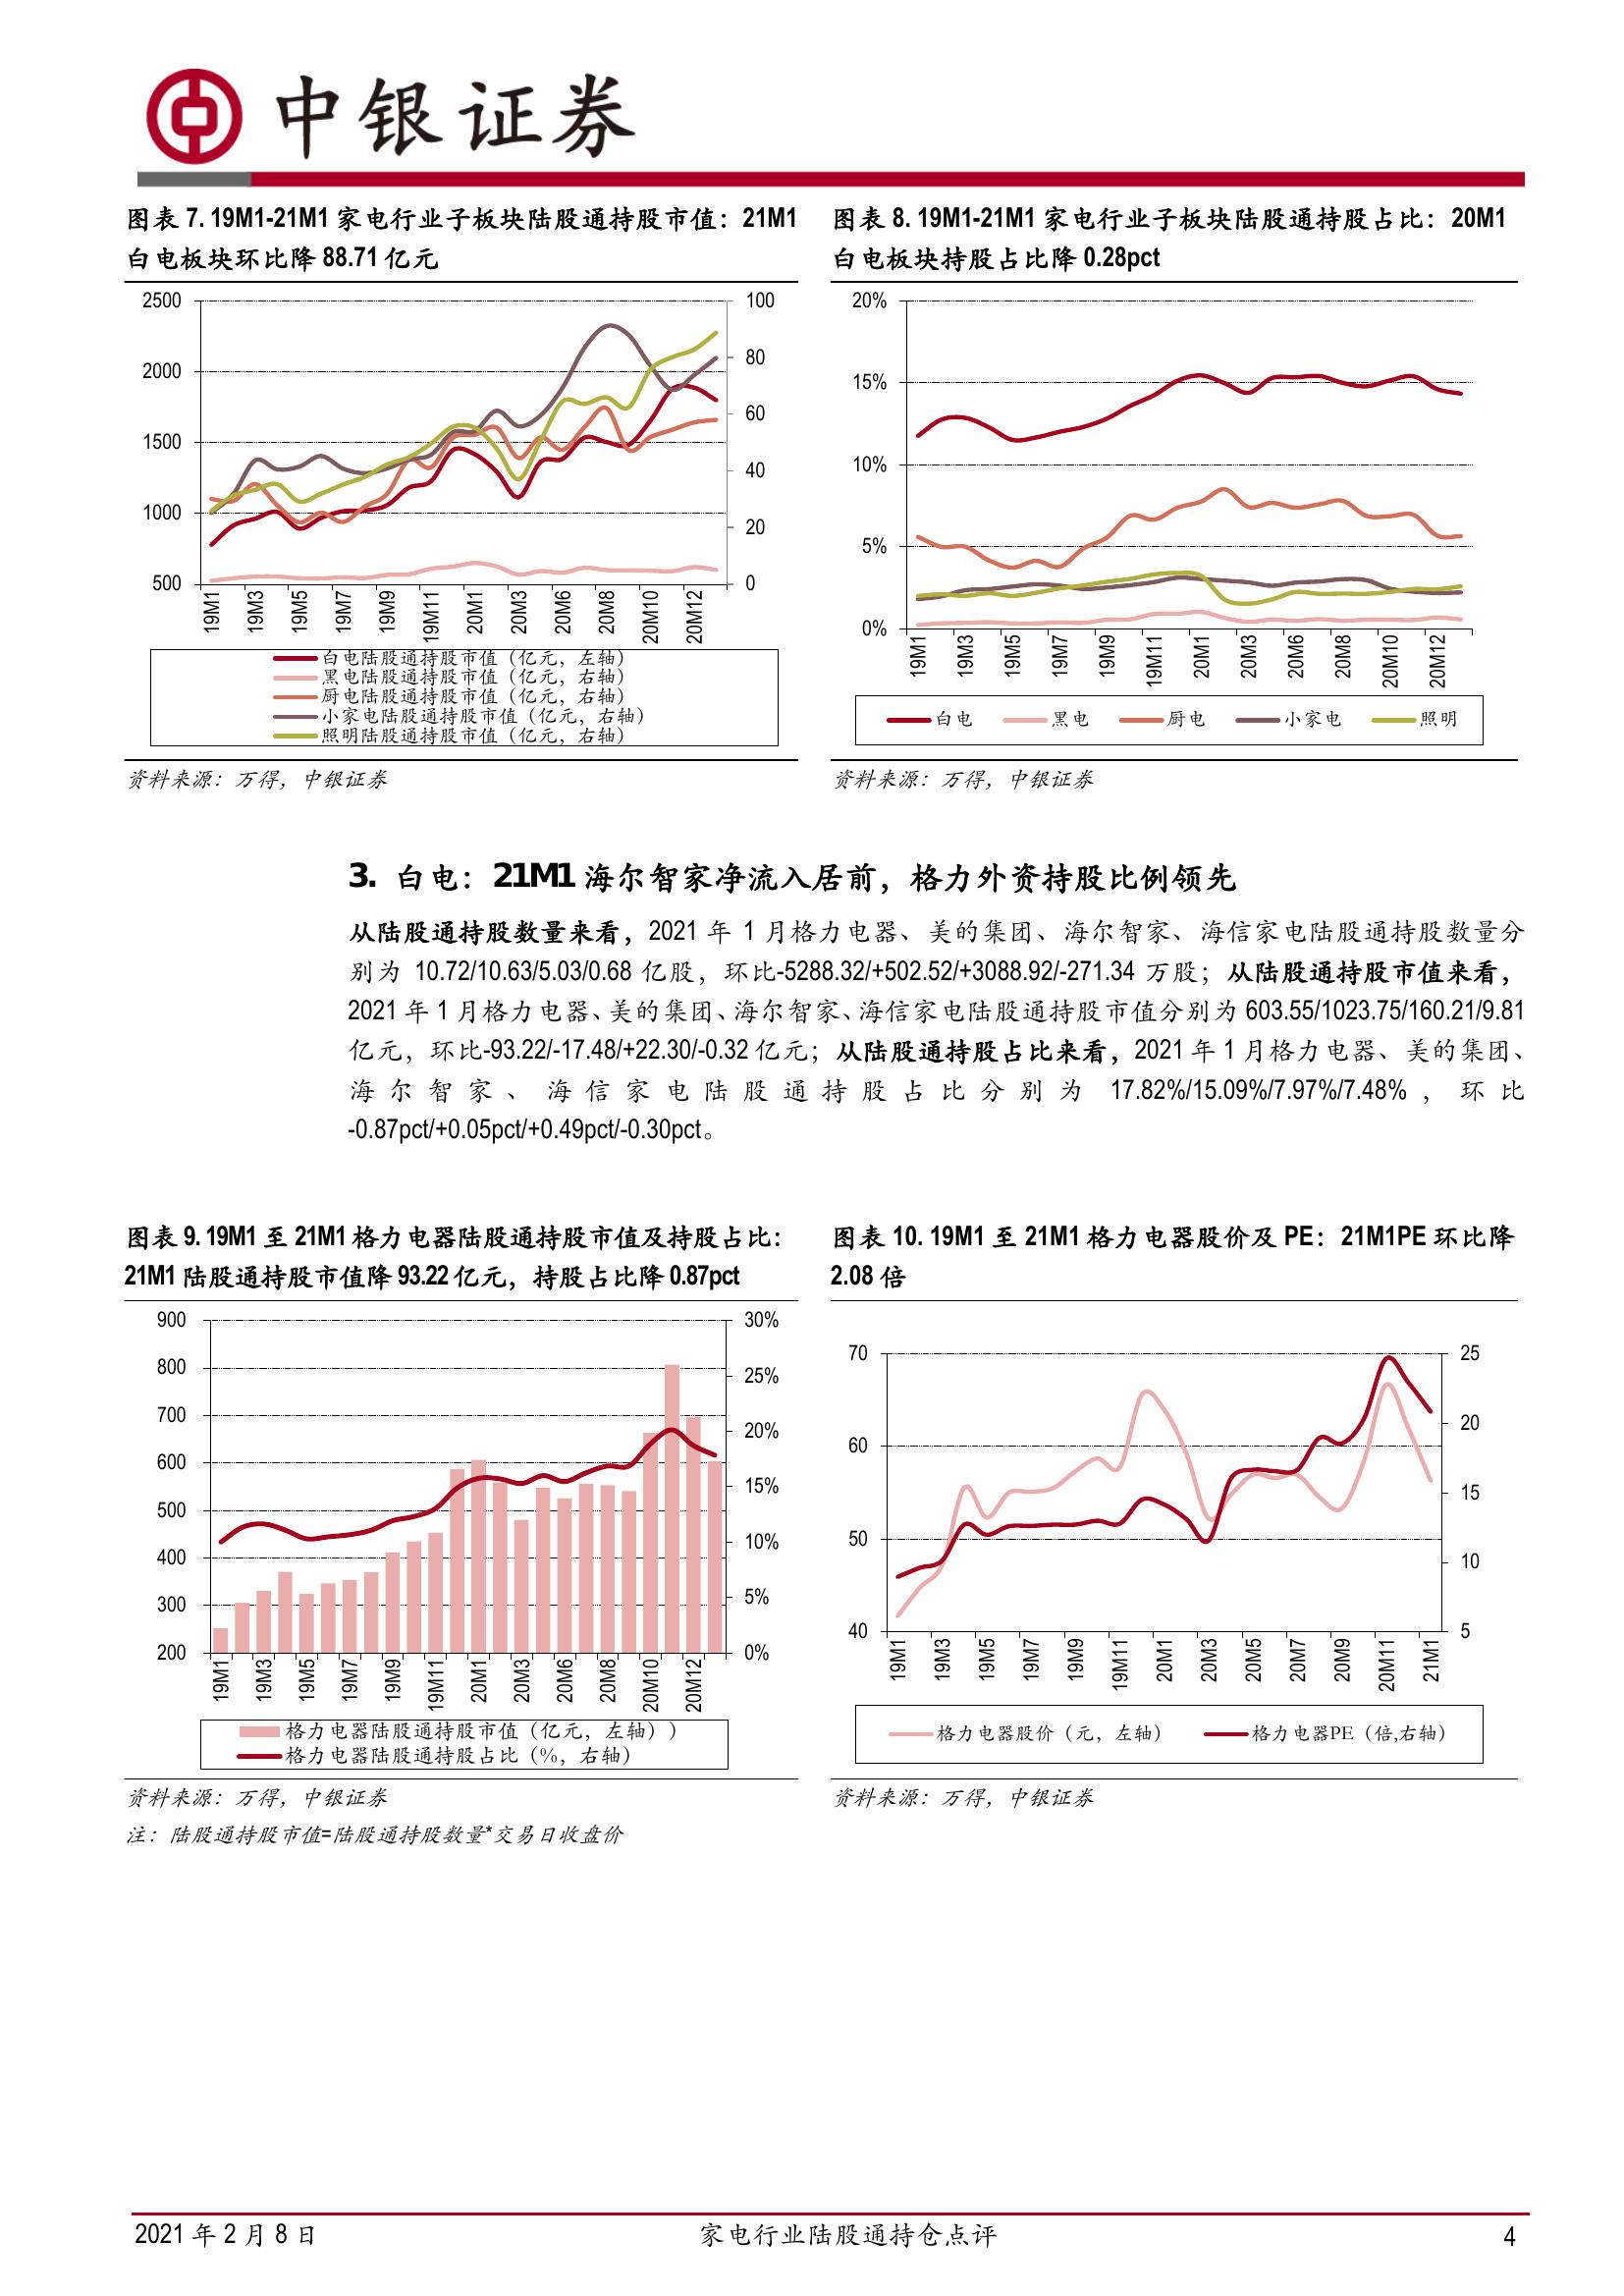 中银证券
图表 7. 19M1-21M1 家电行业子板块陆股通持股市值：21M1
白电板块环比降 88.71 亿元
2500
2000
1500
1000
500
100
80
60
40
20
0
19M1
19M3
19M5
19M7
19M9
19M11
20M1
20M3
20M6
20M8
20M10
20M12
白电陆股通持股市值（亿元，左轴）
黑电陆股通持股市值（亿元，右轴）
厨电陆股通持股市值（亿元，右轴）
小家电陆股通持股市值（亿元，右轴）
照明陆股通持股市值（亿元，右轴）
资料来源：万得，中银证券
图表 8. 19M1-21M1 家电行业子板块陆股通持股占比：20M1
白电板块持股占比降 0.28pct
20%
15%
10%
5%
0%
19M1
19M3
19M5
19M7
19M9
19M11
20M1
20M3
20M6
20M8
20M10
20M12
白电
黑电
厨电
小家电
照明
资料来源：万得，中银证券
3. 白电：21M1 海尔智家净流入居前，格力外资持股比例领先
从陆股通持股数量来看，2021 年 1 月格力电器、美的集团、海尔智家、海信家电陆股通持股数量分
别为 10.72/10.63/5.03/0.68 亿股，环比-5288.32/+502.52/+3088.92/-271.34 万股；从陆股通持股市值来看，
2021 年 1 月格力电器、美的集团、海尔智家、海信家电陆股通持股市值分别为 603.55/1023.75/160.21/9.81
亿元，环比-93.22/-17.48/+22.30/-0.32 亿元；从陆股通持股占比来看，2021 年 1 月格力电器、美的集团、
海尔智家、海信家电陆股通持股占比分别为 17.82%/15.09%/7.97%/7.48%，环比
-0.87pct/+0.05pct/+0.49pct/-0.30pct。
图表 9. 19M1 至 21M1 格力电器陆股通持股市值及持股占比：
21M1 陆股通持股市值降 93.22 亿元，持股占比降 0.87pct
900
800
700
600
500
400
300
200
30%
25%
20%
15%
10%
5%
0%
19M1
19M3
19M5
19M7
19M9
19M11
20M1
20M3
20M6
20M8
20M10
20M12
格力电器陆股通持股市值（亿元，左轴））
格力电器陆股通持股占比（%，右轴）
资料来源：万得，中银证券
注：陆股通持股市值=陆股通持股数量*交易日收盘价
图表 10. 19M1 至 21M1 格力电器股价及 PE：21M1PE 环比降
2.08 倍
70
60
50
40
25
20
15
10
5
19M1
19M3
19M5
19M7
19M9
19M11
20M1
20M3
20M5
20M7
20M9
20M11
21M1
格力电器股价（元，左轴）
格力电器PE（倍,右轴）
资料来源：万得，中银证券
2021 年 2 月 8 日
家电行业陆股通持仓点评
4